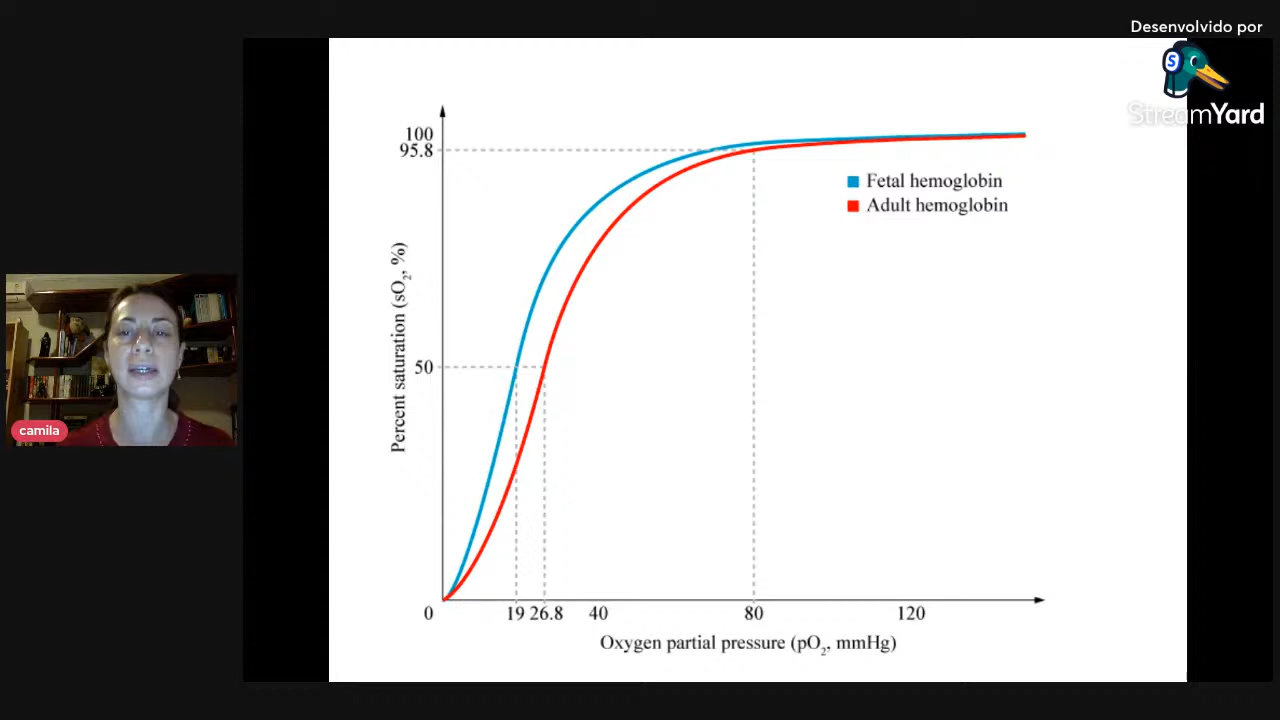 Desenvolvido por
S
StreamYard
100
95.8
50
0
19 26.8 40 80 120
Percent saturation (sO₂, %)
Oxygen partial pressure (pO₂, mmHg)
Fetal hemoglobin
Adult hemoglobin
camila